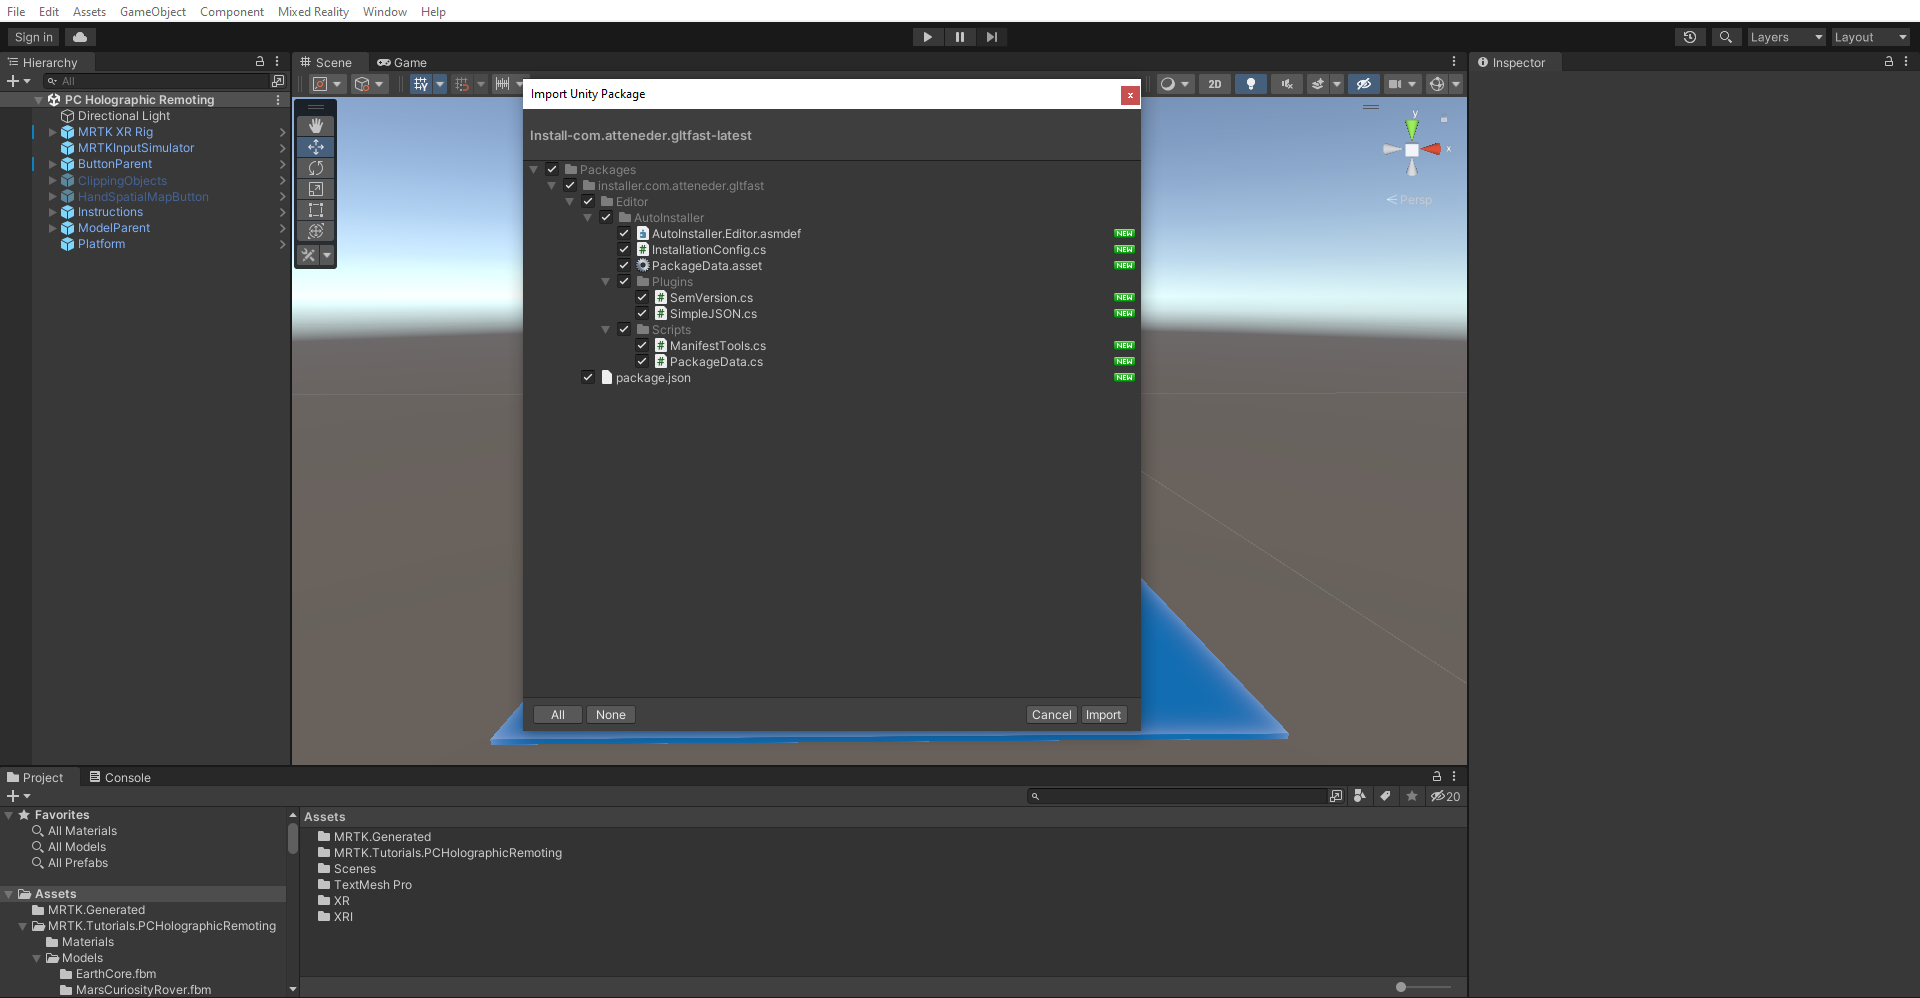 File Edit Assets GameObject Component Mixed Reality Window Help
Sign in
Layers
Layout
Hierarchy
Scene
Game
Inspector
All
2D
PC Holographic Remoting
Directional Light
MRTK XR Rig
MRTKInputSimulator
ButtonParent
ClippingObjects
HandSpatialMapButton
Instructions
ModelParent
Platform
y
x
Persp
Import Unity Package
x
Install-com.atteneder.gltfast-latest
Packages
installer.com.atteneder.gltfast
Editor
AutoInstaller
AutoInstaller.Editor.asmdef NEW
InstallationConfig.cs NEW
PackageData.asset NEW
Plugins
SemVersion.cs NEW
SimpleJSON.cs NEW
Scripts
ManifestTools.cs NEW
PackageData.cs NEW
package.json NEW
All None Cancel Import
Project Console
20
Favorites
All Materials
All Models
All Prefabs
Assets
MRTK.Generated
MRTK.Tutorials.PCHolographicRemoting
Materials
Models
EarthCore.fbm
MarsCuriosityRover.fbm
Assets
MRTK.Generated
MRTK.Tutorials.PCHolographicRemoting
Scenes
TextMesh Pro
XR
XRI